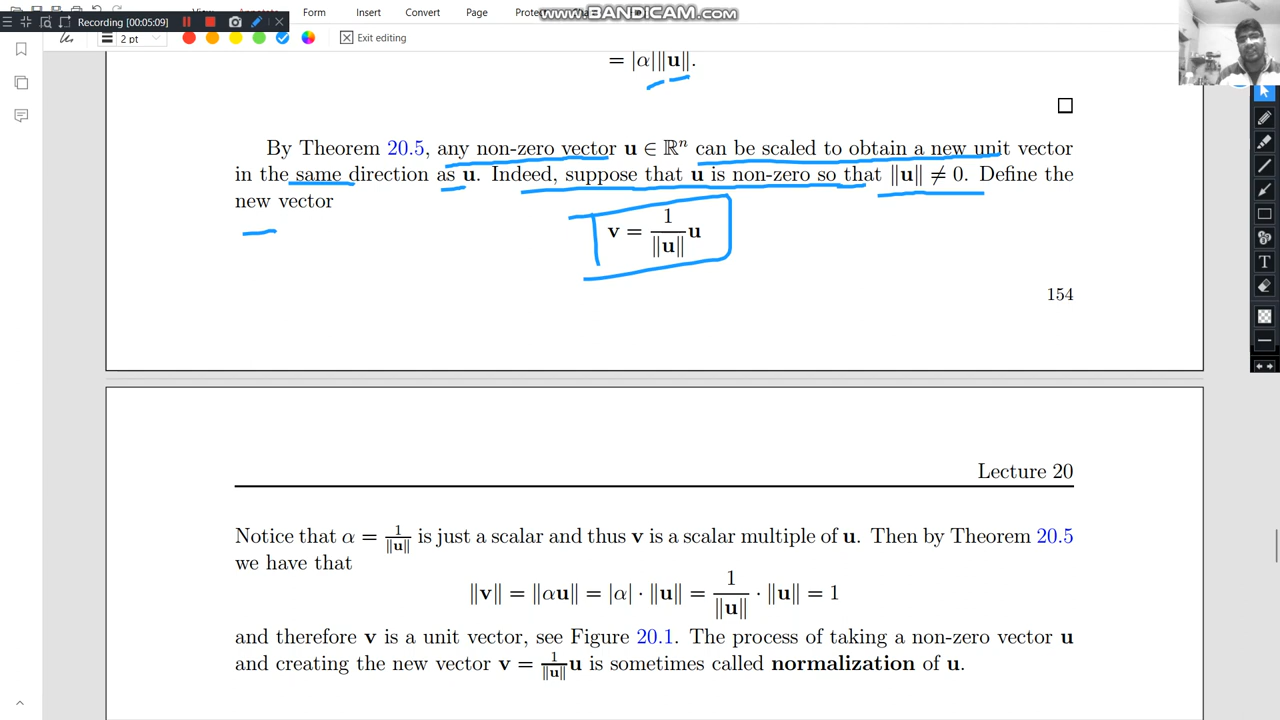 www.BANDICAM.com
Form Insert Convert Page
Recording [00:05:09]
2 pt Exit editing
= |α|‖u‖.
□
By Theorem 20.5, any non-zero vector u ∈ ℝⁿ can be scaled to obtain a new unit vector
in the same direction as u. Indeed, suppose that u is non-zero so that ‖u‖ ≠ 0. Define the
new vector
v = 1/‖u‖ u
154
Lecture 20
Notice that α = 1/‖u‖ is just a scalar and thus v is a scalar multiple of u. Then by Theorem 20.5
we have that
‖v‖ = ‖αu‖ = |α| · ‖u‖ = 1/‖u‖ · ‖u‖ = 1
and therefore v is a unit vector, see Figure 20.1. The process of taking a non-zero vector u
and creating the new vector v = 1/‖u‖ u is sometimes called normalization of u.